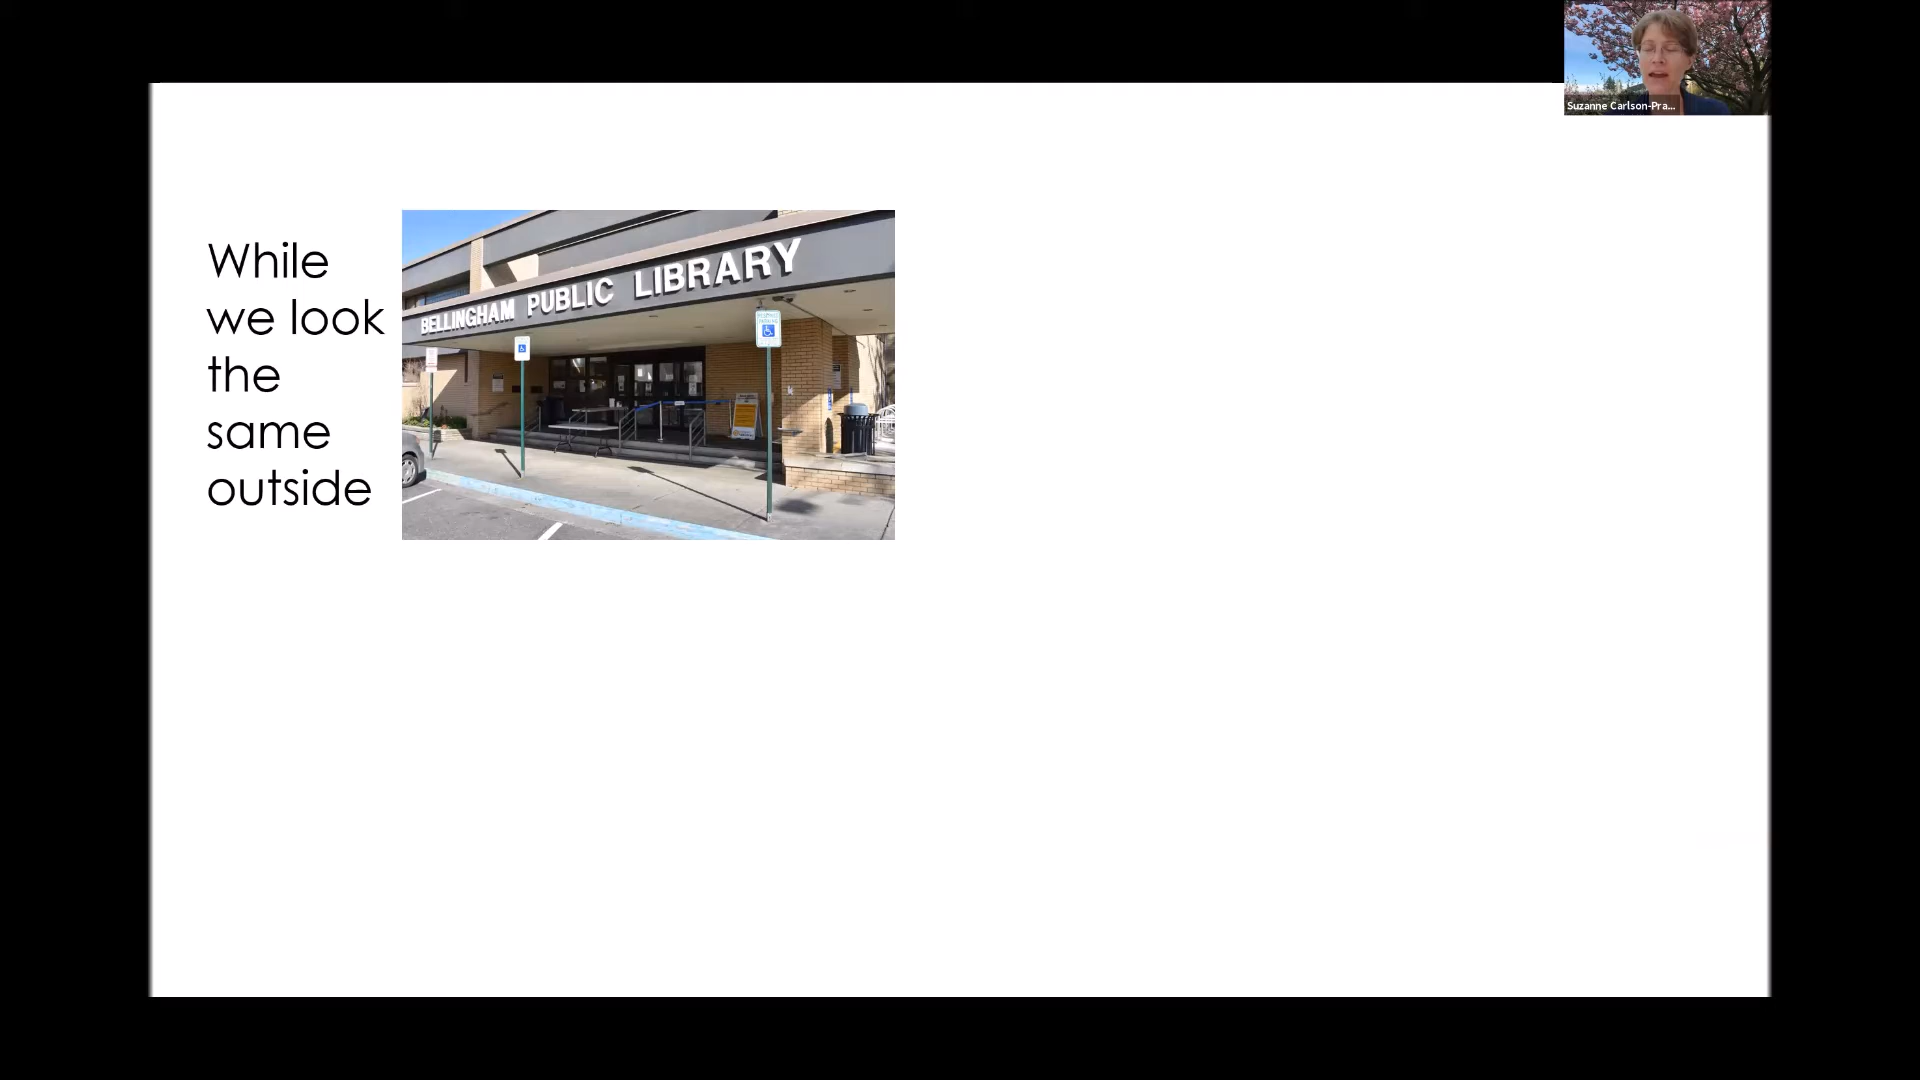 While
we look
the
same
outside
BELLINGHAM PUBLIC LIBRARY
Suzanne Carlson-Pra...